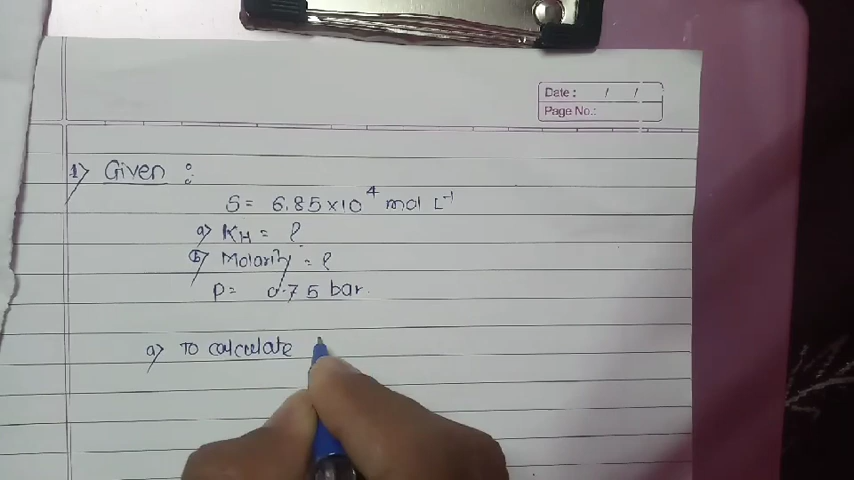 Date : / /
Page No.:
1) Given :
S = 6.85×10⁴ mol L⁻¹
a) KH = ?
b) Molarity = ?
P = 0.75 bar.
a) To calculate